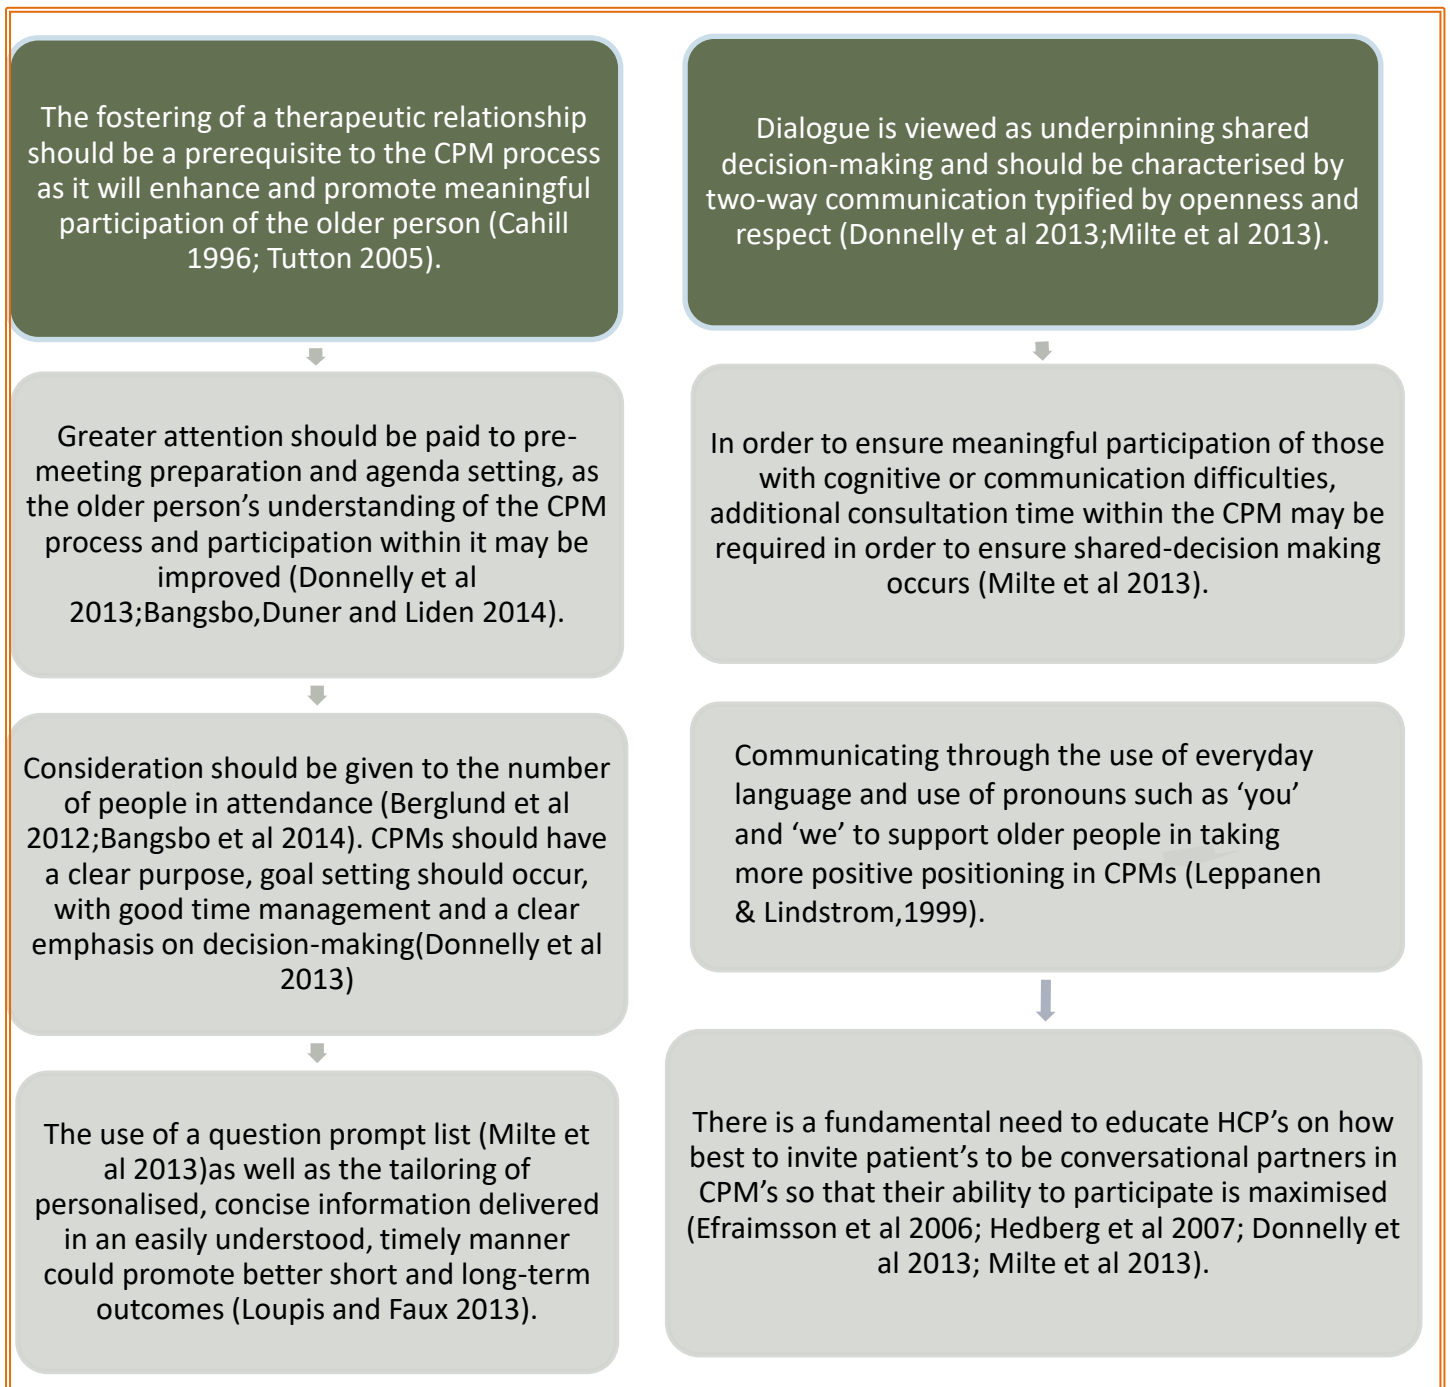 The fostering of a therapeutic relationship
should be a prerequisite to the CPM process
as it will enhance and promote meaningful
participation of the older person (Cahill
1996; Tutton 2005).
Greater attention should be paid to pre-
meeting preparation and agenda setting, as
the older person’s understanding of the CPM
process and participation within it may be
improved (Donnelly et al
2013;Bangsbo,Duner and Liden 2014).
Consideration should be given to the number
of people in attendance (Berglund et al
2012;Bangsbo et al 2014). CPMs should have
a clear purpose, goal setting should occur,
with good time management and a clear
emphasis on decision-making(Donnelly et al
2013)
The use of a question prompt list (Milte et
al 2013)as well as the tailoring of
personalised, concise information delivered
in an easily understood, timely manner
could promote better short and long-term
outcomes (Loupis and Faux 2013).
Dialogue is viewed as underpinning shared
decision-making and should be characterised by
two-way communication typified by openness and
respect (Donnelly et al 2013;Milte et al 2013).
In order to ensure meaningful participation of those
with cognitive or communication difficulties,
additional consultation time within the CPM may be
required in order to ensure shared-decision making
occurs (Milte et al 2013).
Communicating through the use of everyday
language and use of pronouns such as ‘you’
and ‘we’ to support older people in taking
more positive positioning in CPMs (Leppanen
& Lindstrom,1999).
There is a fundamental need to educate HCP’s on how
best to invite patient’s to be conversational partners in
CPM’s so that their ability to participate is maximised
(Efraimsson et al 2006; Hedberg et al 2007; Donnelly et
al 2013; Milte et al 2013).